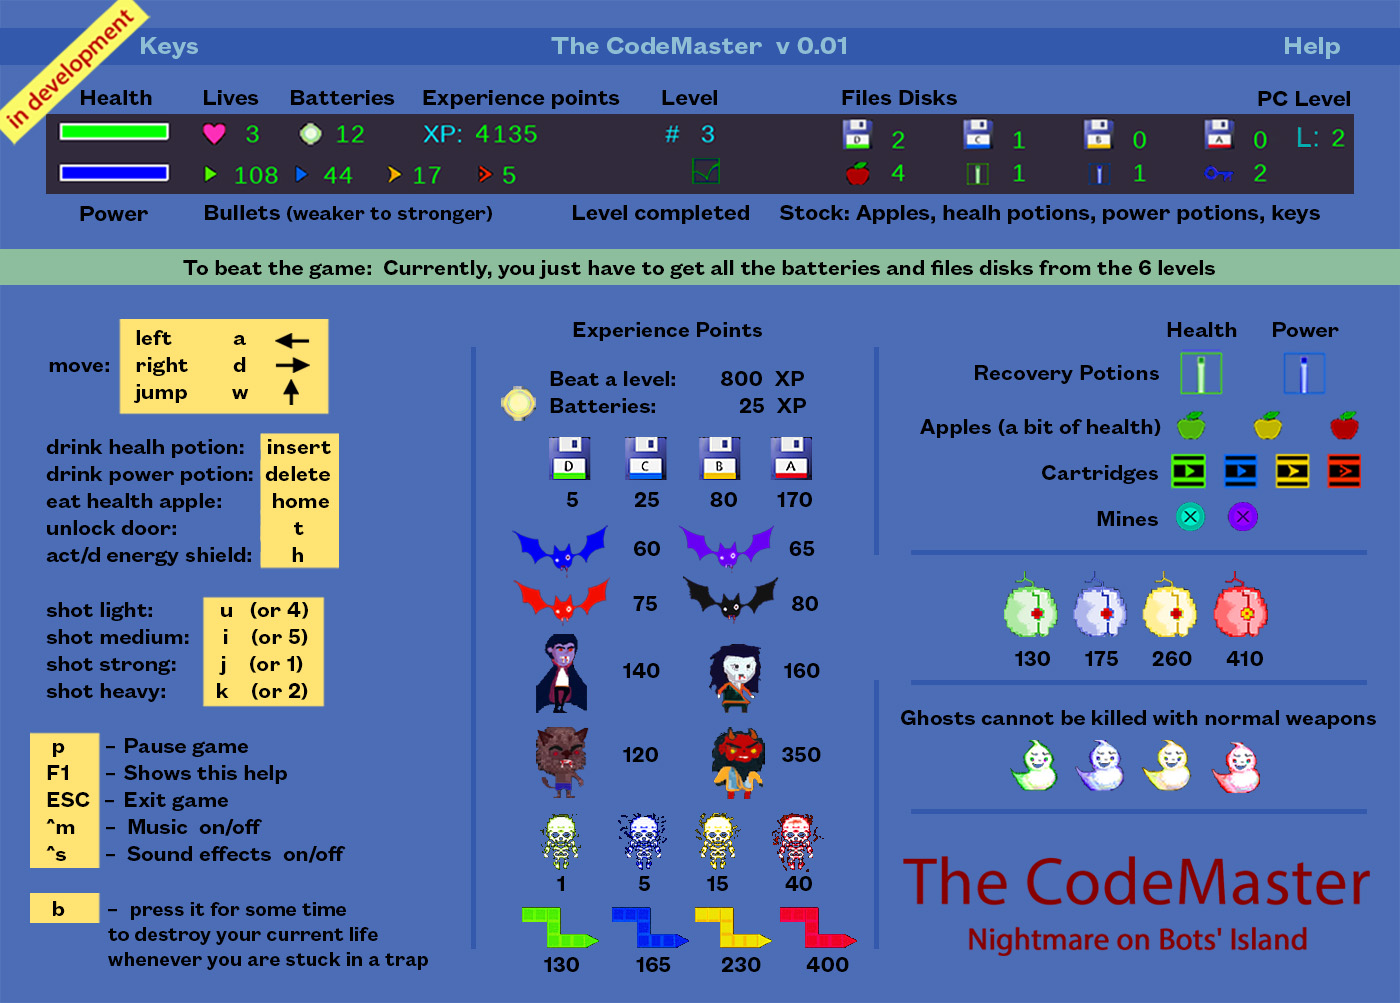 in development
Keys
The CodeMaster v 0.01
Help
Health Lives Batteries Experience points Level Files Disks PC Level
3 12 XP: 4135 # 3 D 2 C 1 B 0 A 0 L: 2
108 44 17 5 4 1 1 2
Power Bullets (weaker to stronger) Level completed Stock: Apples, healh potions, power potions, keys
To beat the game: Currently, you just have to get all the batteries and files disks from the 6 levels
move:
left a ←
right d →
jump w ↑
drink healh potion: insert
drink power potion: delete
eat health apple: home
unlock door: t
act/d energy shield: h
shot light: u (or 4)
shot medium: i (or 5)
shot strong: j (or 1)
shot heavy: k (or 2)
p – Pause game
F1 – Shows this help
ESC – Exit game
^m – Music on/off
^s – Sound effects on/off
b – press it for some time
to destroy your current life
whenever you are stuck in a trap
Experience Points
Beat a level: 800 XP
Batteries: 25 XP
D C B A
5 25 80 170
60 65
75 80
140 160
120 350
1 5 15 40
130 165 230 400
Health Power
Recovery Potions
Apples (a bit of health)
Cartridges
Mines
130 175 260 410
Ghosts cannot be killed with normal weapons
The CodeMaster
Nightmare on Bots' Island